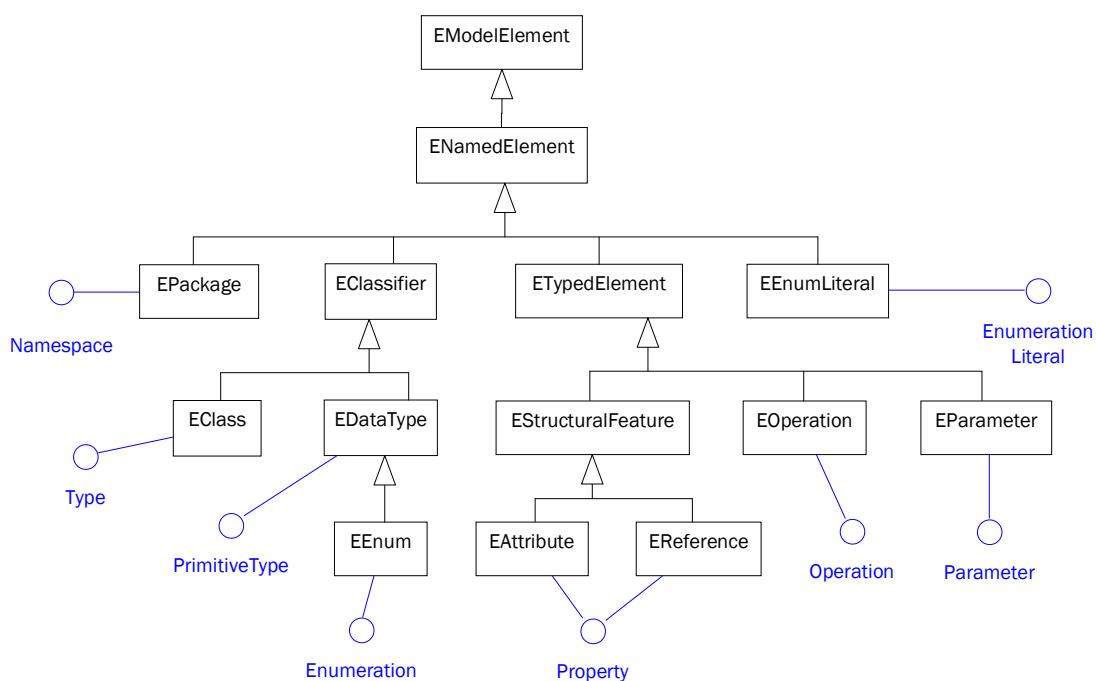 EModelElement
ENamedElement
EPackage
EClassifier
ETypedElement
EEnumLiteral
Namespace
Enumeration
Literal
EClass
EDataType
EStructuralFeature
EOperation
EParameter
Type
PrimitiveType
EEnum
EAttribute
EReference
Operation
Parameter
Enumeration
Property